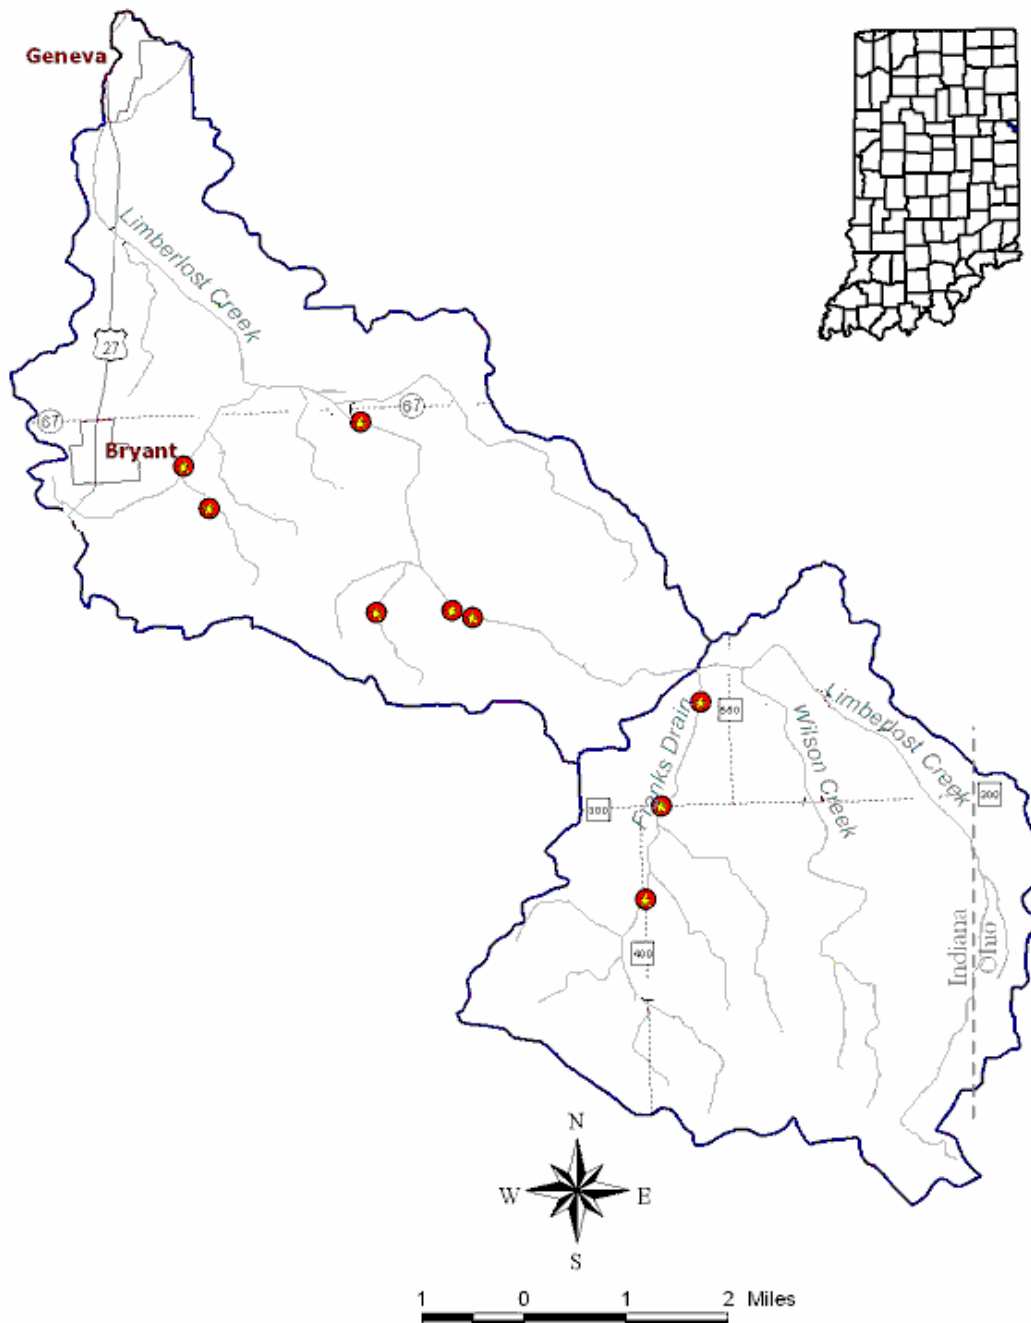 Geneva
Limberlost Creek
27
67
67
Bryant
Limberlost Creek
Wilson Creek
Franks Drain
550
300
300
400
Indiana
Ohio
N
W
E
S
1
0
1
2
Miles